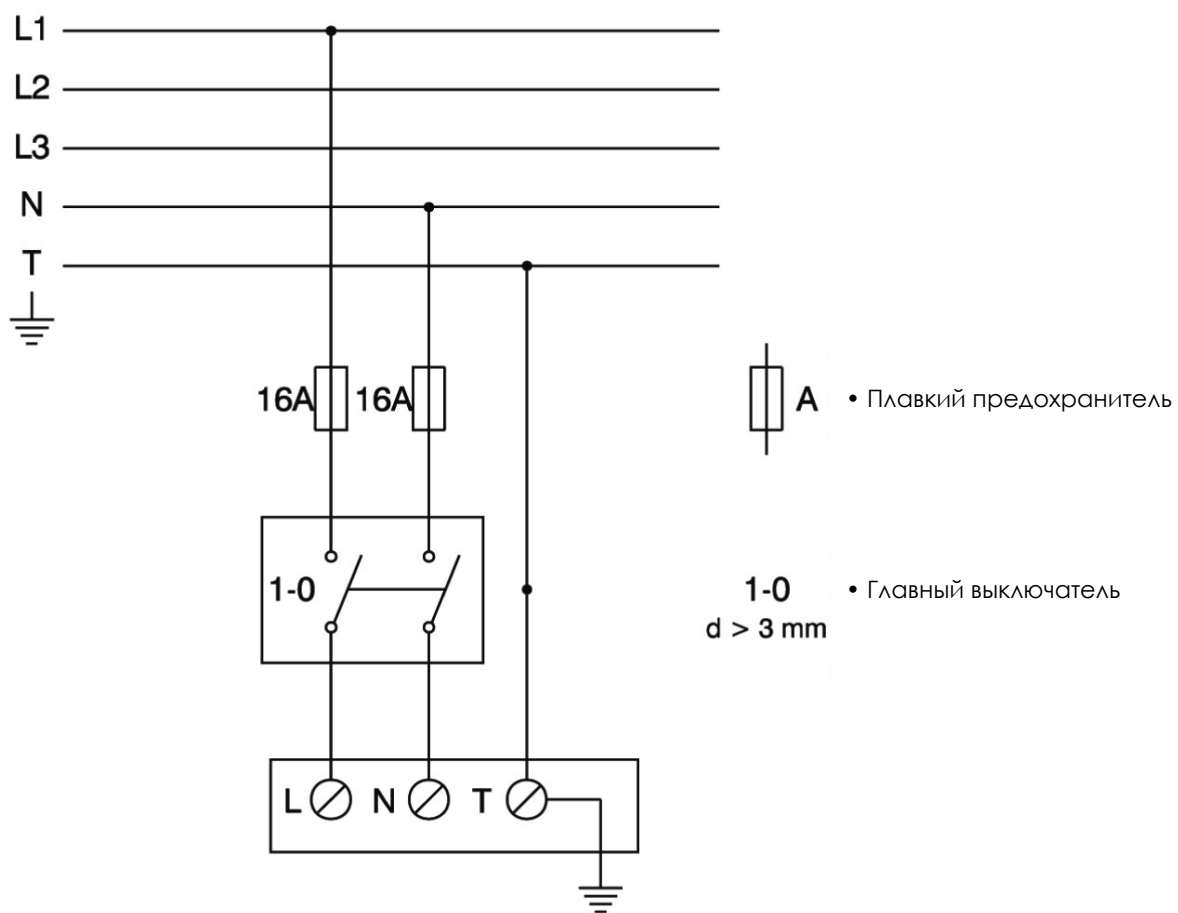 L1
L2
L3
N
T
16A 16A A • Плавкий предохранитель
1-0 1-0 • Главный выключатель
d > 3 mm
L N T